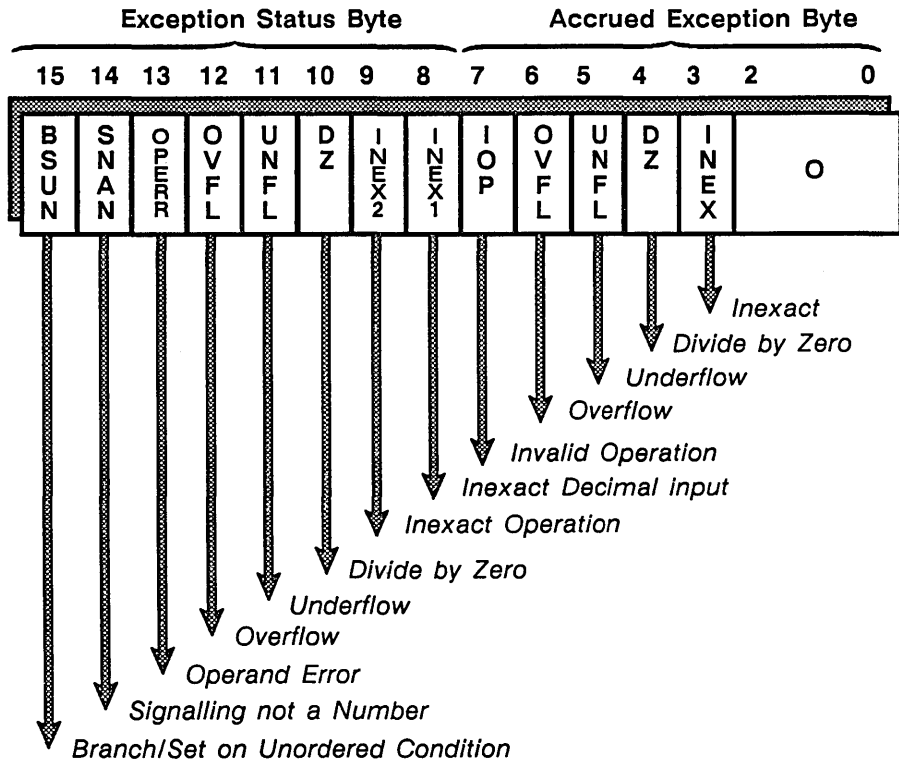 Exception Status Byte Accrued Exception Byte
15 14 13 12 11 10 9 8 7 6 5 4 3 2 0
BSUN SNAN OPERR OVFL UNFL DZ INEX2 INEX1 IOP OVFL UNFL DZ INEX O
Inexact
Divide by Zero
Underflow
Overflow
Invalid Operation
Inexact Decimal input
Inexact Operation
Divide by Zero
Underflow
Overflow
Operand Error
Signalling not a Number
Branch/Set on Unordered Condition